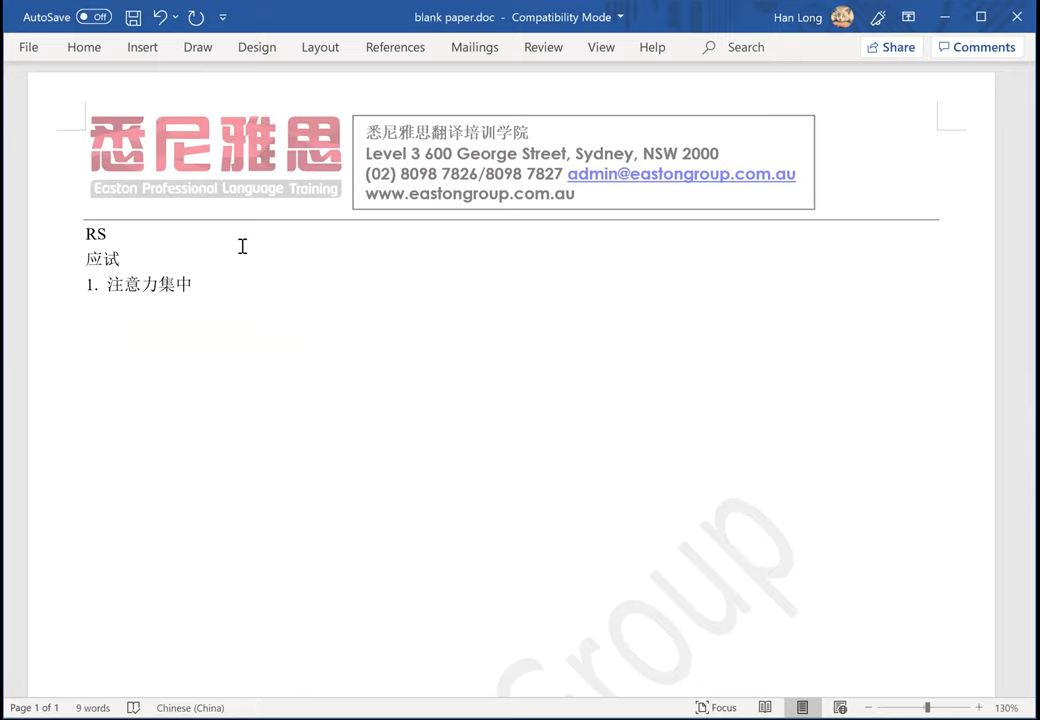 AutoSave Off blank paper.doc - Compatibility Mode Han Long
File Home Insert Draw Design Layout References Mailings Review View Help Search Share Comments
悉尼雅思
Easton Professional Language Training
悉尼雅思翻译培训学院
Level 3 600 George Street, Sydney, NSW 2000
(02) 8098 7826/8098 7827 admin@eastongroup.com.au
www.eastongroup.com.au
RS
应试
1. 注意力集中
Group
Page 1 of 1 9 words Chinese (China) Focus 130%